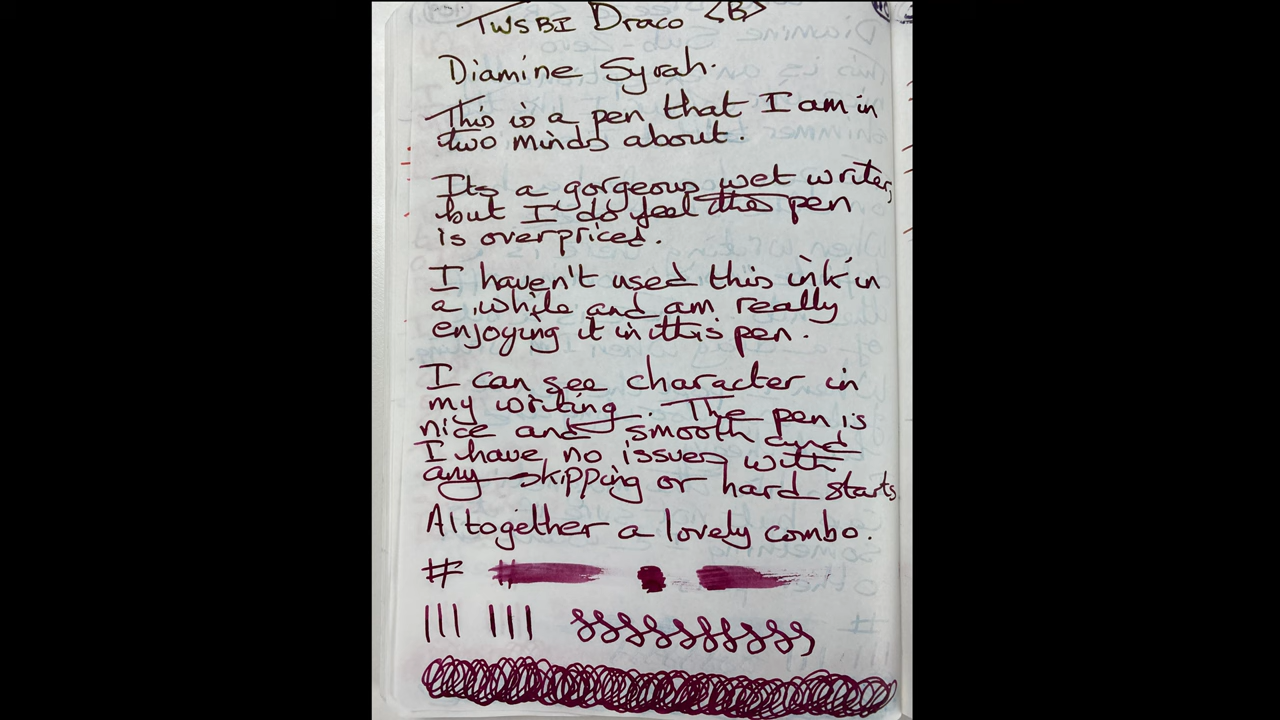 TWSBI Draco <B>
Diamine Syrah.
This is a pen that I am in
two minds about.
Its a gorgeous wet writer,
but I do feel the pen
is overpriced.
I haven't used this ink in
a while and am really
enjoying it in this pen.
I can see character in
my writing. The pen is
nice and smooth and
I have no issues with
any skipping or hard starts
Altogether a lovely combo.
#